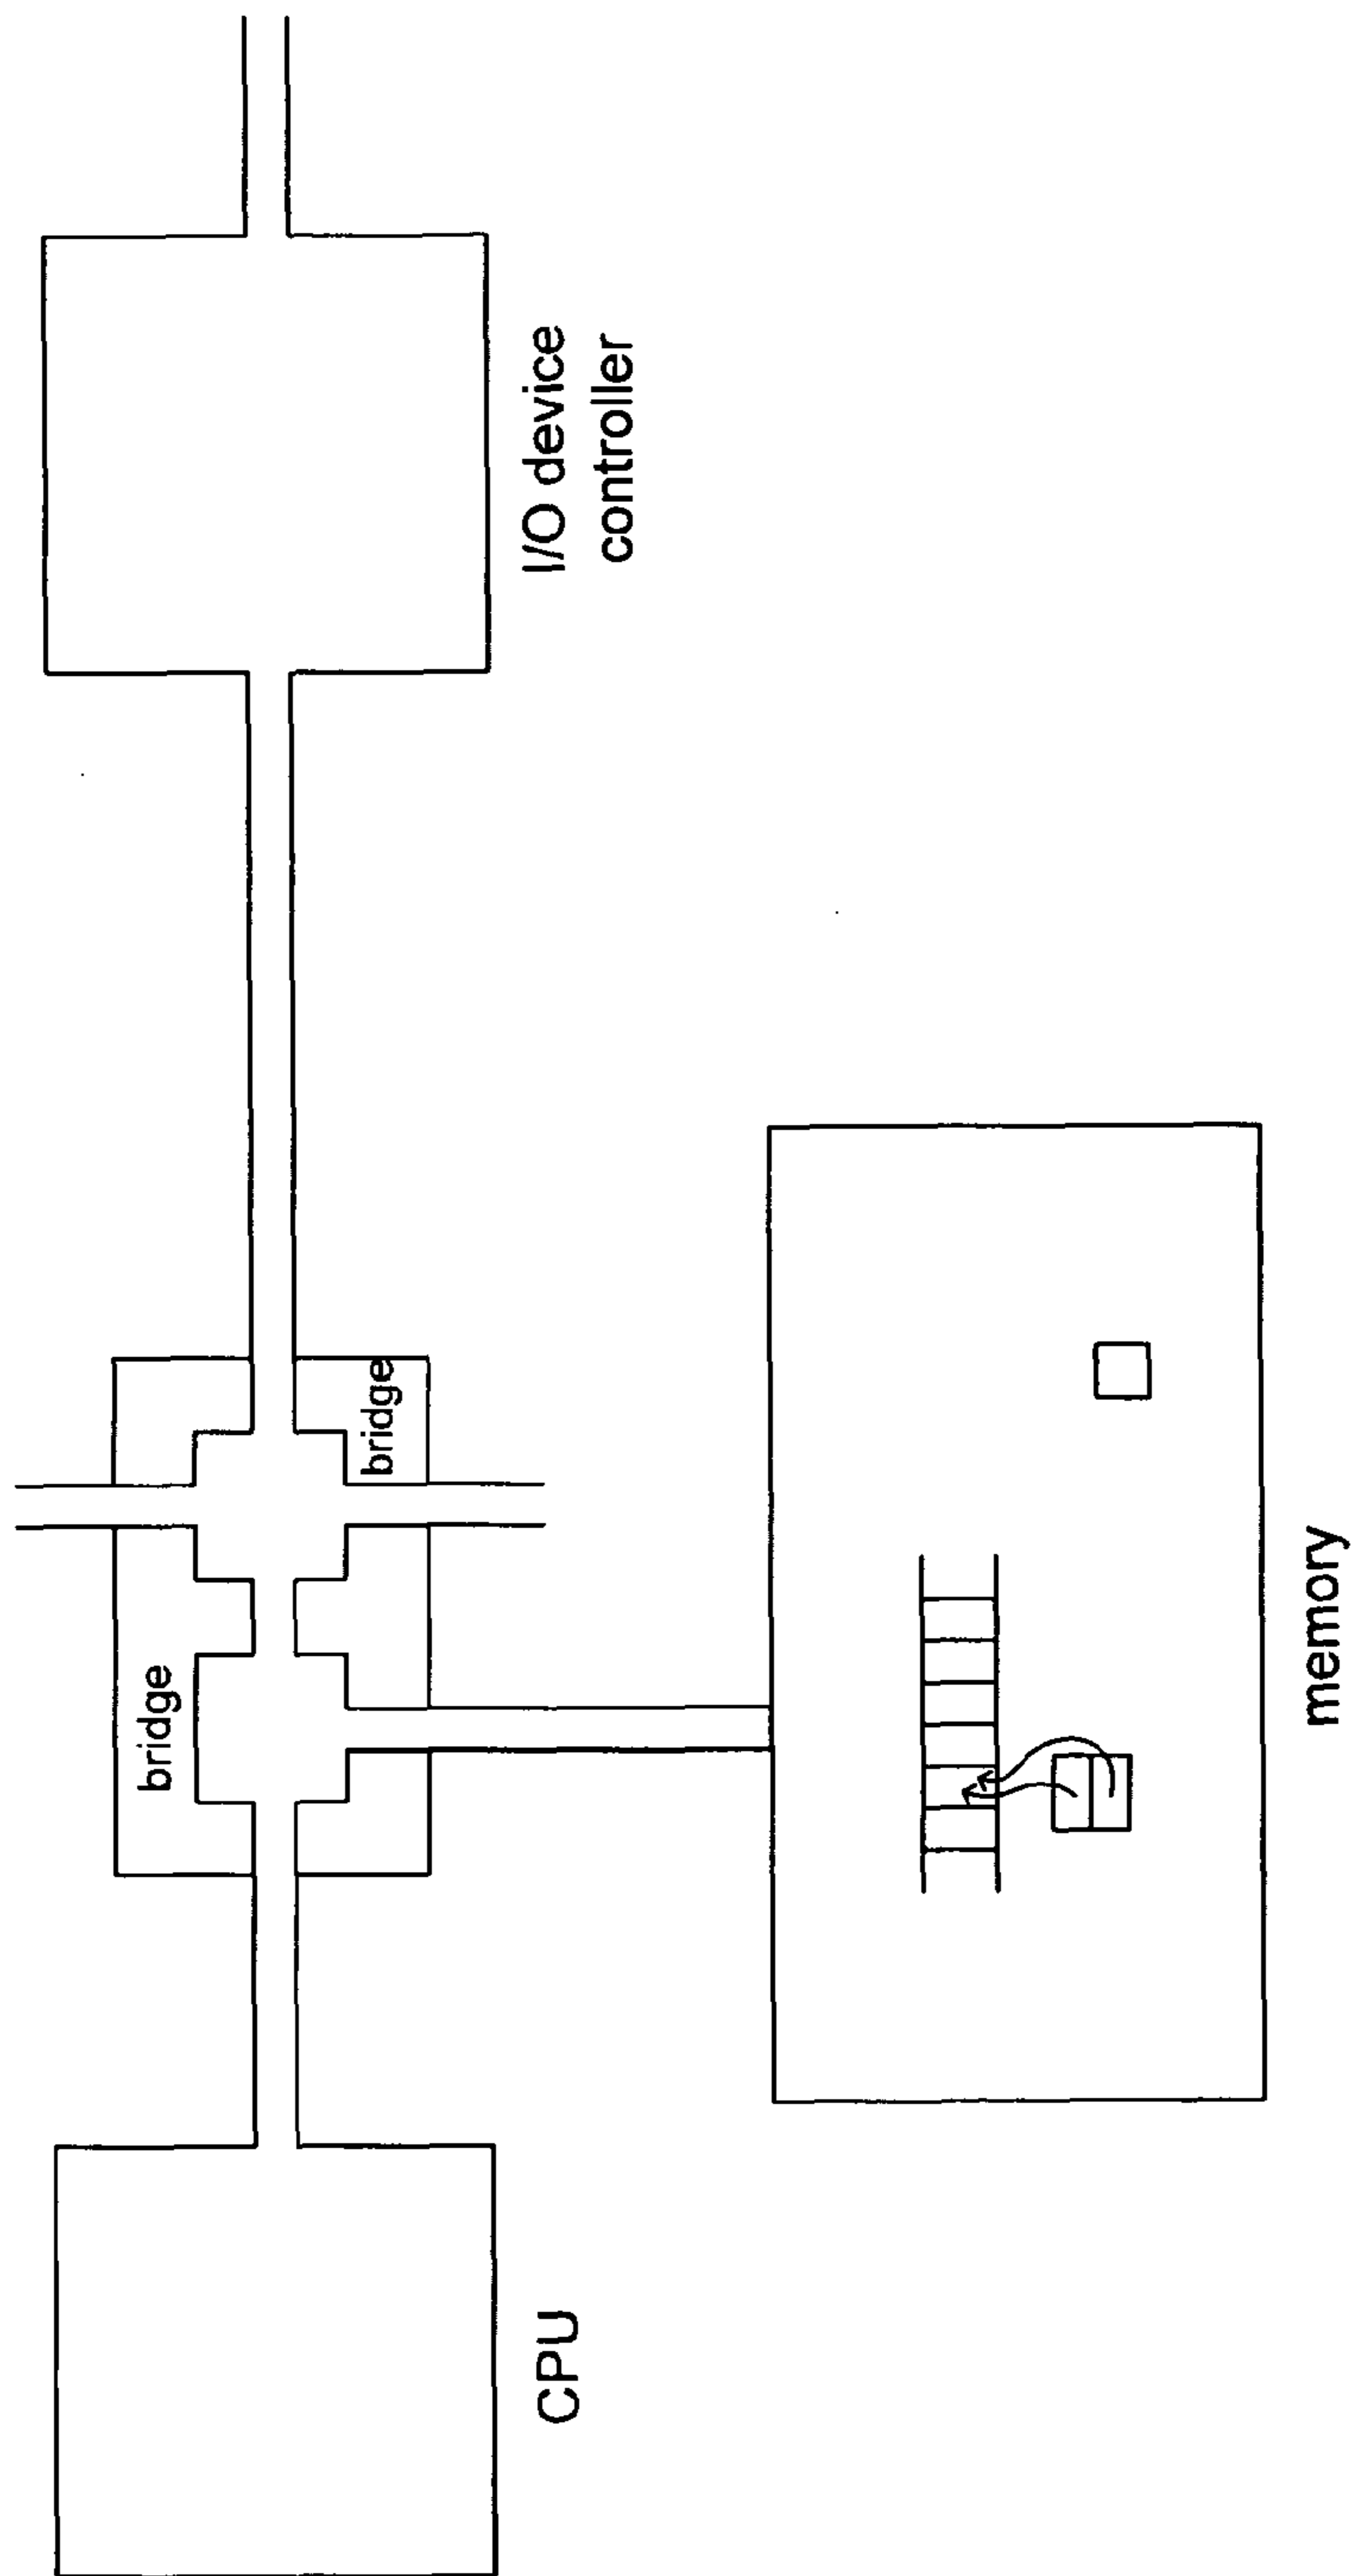 CPU
bridge
bridge
I/O device
controller
memory